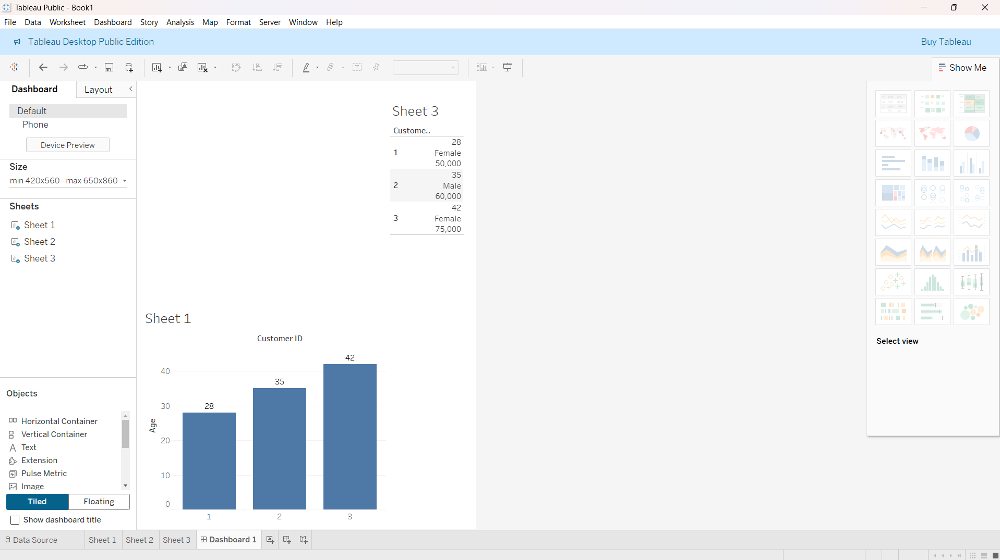 Tableau Public - Book1
File Data Worksheet Dashboard Story Analysis Map Format Server Window Help
Tableau Desktop Public Edition
Buy Tableau
Show Me
Dashboard
Layout
Default
Phone
Device Preview
Size
min 420x560 - max 650x860
Sheets
Sheet 1
Sheet 2
Sheet 3
Objects
Horizontal Container
Vertical Container
Text
Extension
Pulse Metric
Image
Tiled
Floating
Show dashboard title
Sheet 3
Custome..
28
1 Female
50,000
35
2 Male
60,000
42
3 Female
75,000
Sheet 1
Customer ID
42
40
35
30
28
Age
20
10
0
1 2 3
Select view
Data Source Sheet 1 Sheet 2 Sheet 3 Dashboard 1